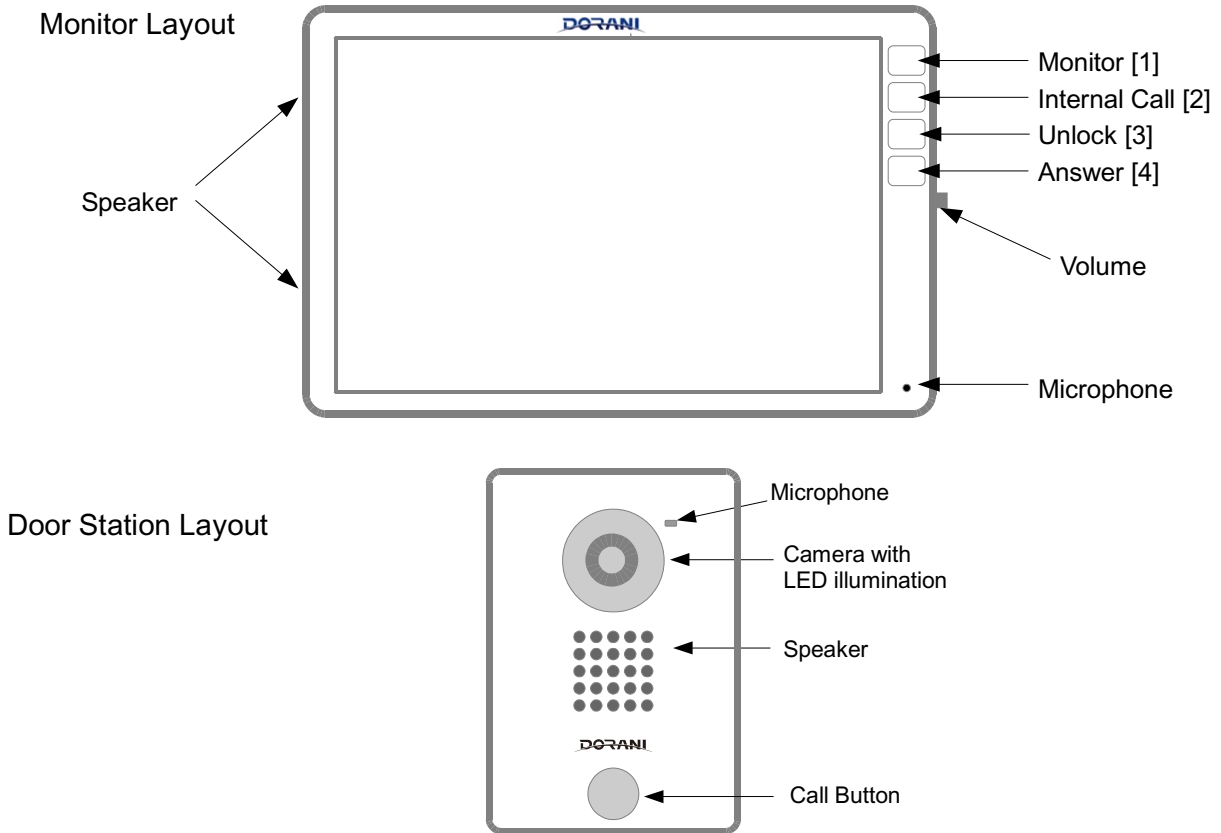 Monitor Layout
DORANI
Monitor [1]
Internal Call [2]
Unlock [3]
Answer [4]
Speaker
Volume
Microphone
Door Station Layout
Microphone
Camera with
LED illumination
Speaker
DORANI
Call Button